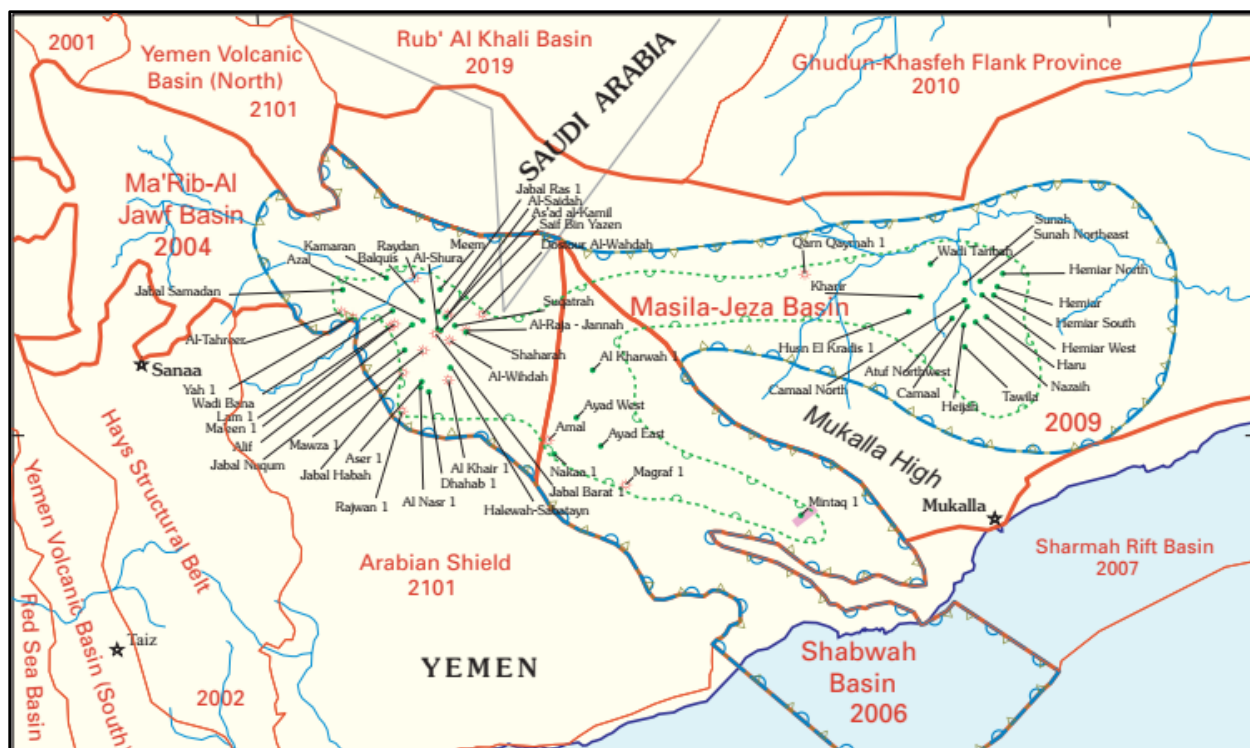 2001
Yemen Volcanic
Basin (North)
2101
Rub' Al Khali Basin
2019
SAUDI ARABIA
Ghudun-Khasfeh Flank Province
2010
Ma'Rib-Al
Jawf Basin
2004
Jabal Ras 1
Al-Saidah
As'ad al-Kamil
Saif Bin Yazen
Dostour Al-Wahdah
Meem
Raydan
Kamaran
Balquis
Al-Shura
Azal
Jabal Samadan
Al-Tahreer
Suqatrah
Al-Raja - Jannah
Shaharah
Al-Wihdah
Sanaa
Yah 1
Wadi Bana
Lam 1
Ma'een 1
Alif
Jabal Nuqum
Mawza 1
Jabal Habah
Aser 1
Rajwan 1
Al Nasr 1
Dhahab 1
Al Khair 1
Halewah-Sabatayn
Jabal Barat 1
Nakaa 1
Amal
Ayad West
Ayad East
Al Kharwah 1
Magraf 1
Mintaq 1
Masila-Jeza Basin
Qarn Qaymah 1
Wadi Taribah
Sunah
Sunah Northeast
Hemiar North
Hemiar
Hemiar South
Hemiar West
Haru
Nazaih
Tawila
Heijah
Camaal
Atuf Northwest
Camaal North
Husn El Kradis 1
Kharir
2009
Mukalla High
Mukalla
Sharmah Rift Basin
2007
Shabwah
Basin
2006
Arabian Shield
2101
YEMEN
Hays Structural Belt
2002
Taiz
Yemen Volcanic Basin (South)
Red Sea Basin